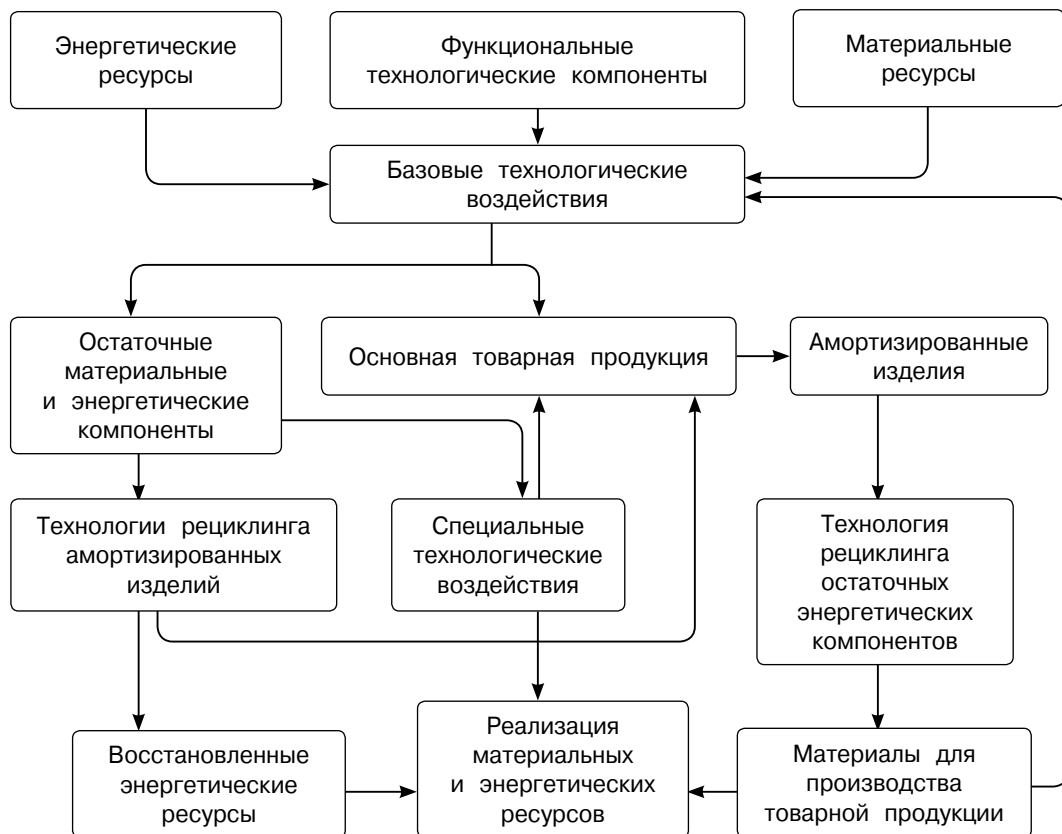 Энергетические
ресурсы
Функциональные
технологические компоненты
Материальные
ресурсы
Базовые технологические
воздействия
Остаточные
материальные
и энергетические
компоненты
Основная товарная продукция
Амортизированные
изделия
Технологии рециклинга
амортизированных
изделий
Специальные
технологические
воздействия
Технология
рециклинга
остаточных
энергетических
компонентов
Восстановленные
энергетические
ресурсы
Реализация
материальных
и энергетических
ресурсов
Материалы для
производства
товарной продукции